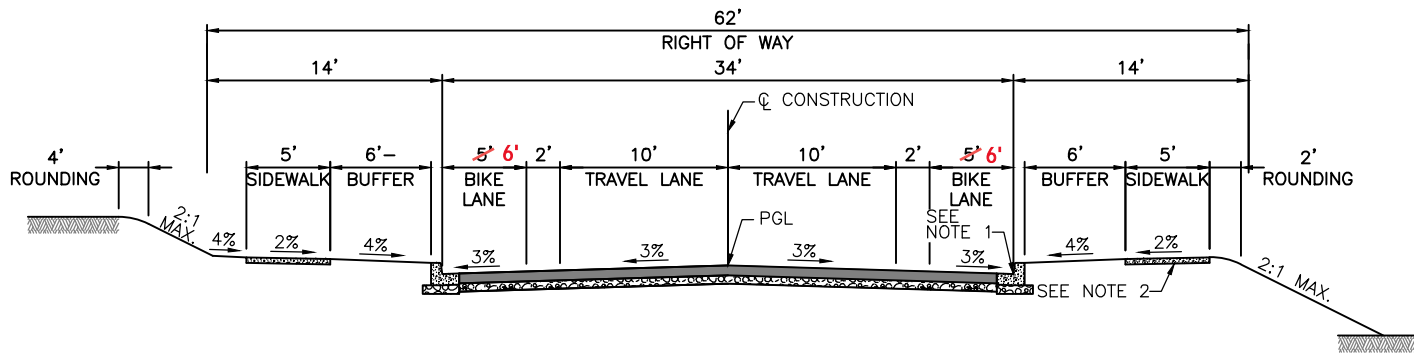 62'
RIGHT OF WAY
14' 34' 14'
℄ CONSTRUCTION
4' 5' 6'- 5' 6' 2' 10' 10' 2' 5' 6' 6' 5' 2'
ROUNDING SIDEWALK BUFFER BIKE LANE TRAVEL LANE TRAVEL LANE BIKE LANE BUFFER SIDEWALK ROUNDING
PGL
SEE
NOTE 1
2:1
MAX.
4% 2% 4% 3% 3% 3% 3% 4% 2%
2:1 MAX.
SEE NOTE 2